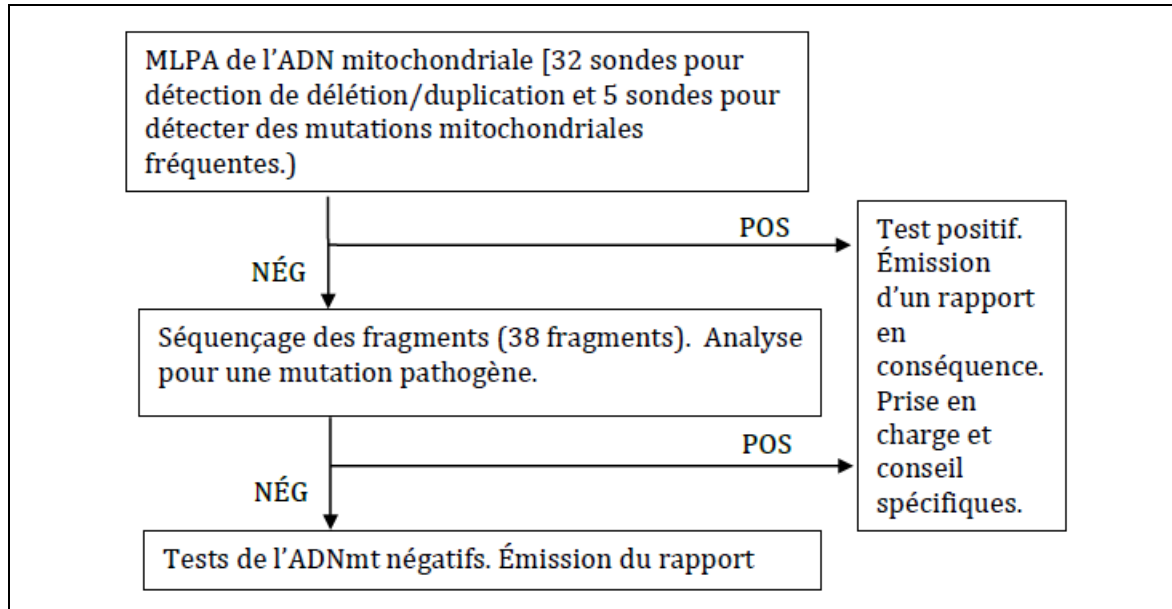 MLPA de l'ADN mitochondriale [32 sondes pour
détection de délétion/duplication et 5 sondes pour
détecter des mutations mitochondriales
fréquentes.)
POS
NÉG
Test positif.
Émission
d'un rapport
en
conséquence.
Prise en
charge et
conseil
spécifiques.
Séquençage des fragments (38 fragments). Analyse
pour une mutation pathogène.
POS
NÉG
Tests de l'ADNmt négatifs. Émission du rapport